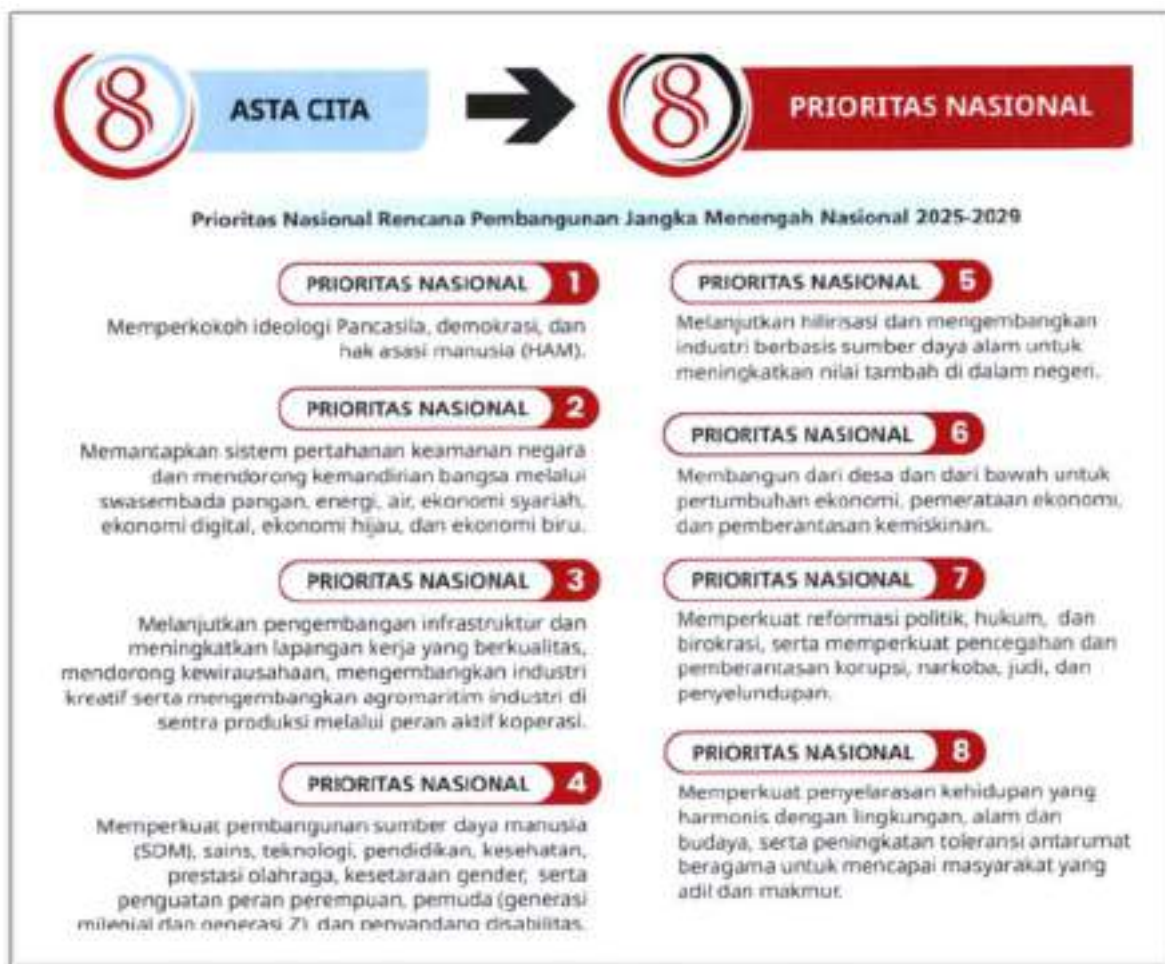 8 ASTA CITA
8 PRIORITAS NASIONAL
Prioritas Nasional Rencana Pembangunan Jangka Menengah Nasional 2025-2029
PRIORITAS NASIONAL 1
Memperkokoh ideologi Pancasila, demokrasi, dan
hak asasi manusia (HAM).
PRIORITAS NASIONAL 2
Memantapkan sistem pertahanan keamanan negara
dan mendorong kemandirian bangsa melalui
swasembada pangan, energi, air, ekonomi syariah,
ekonomi digital, ekonomi hijau, dan ekonomi biru.
PRIORITAS NASIONAL 3
Melanjutkan pengembangan infrastruktur dan
meningkatkan lapangan kerja yang berkualitas,
mendorong kewirausahaan, mengembangkan industri
kreatif serta mengembangkan agromaritim industri di
sentra produksi melalui peran aktif koperasi.
PRIORITAS NASIONAL 4
Memperkuat pembangunan sumber daya manusia
(SDM), sains, teknologi, pendidikan, kesehatan,
prestasi olahraga, kesetaraan gender, serta
penguatan peran perempuan, pemuda (generasi
milenial dan generasi Z), dan penyandang disabilitas.
PRIORITAS NASIONAL 5
Melanjutkan hilirisasi dan mengembangkan
industri berbasis sumber daya alam untuk
meningkatkan nilai tambah di dalam negeri.
PRIORITAS NASIONAL 6
Membangun dari desa dan dari bawah untuk
pertumbuhan ekonomi, pemerataan ekonomi,
dan pemberantasan kemiskinan.
PRIORITAS NASIONAL 7
Memperkuat reformasi politik, hukum, dan
birokrasi, serta memperkuat pencegahan dan
pemberantasan korupsi, narkoba, judi, dan
penyelundupan.
PRIORITAS NASIONAL 8
Memperkuat penyelarasan kehidupan yang
harmonis dengan lingkungan, alam dan
budaya, serta peningkatan toleransi antarumat
beragama untuk mencapai masyarakat yang
adil dan makmur.